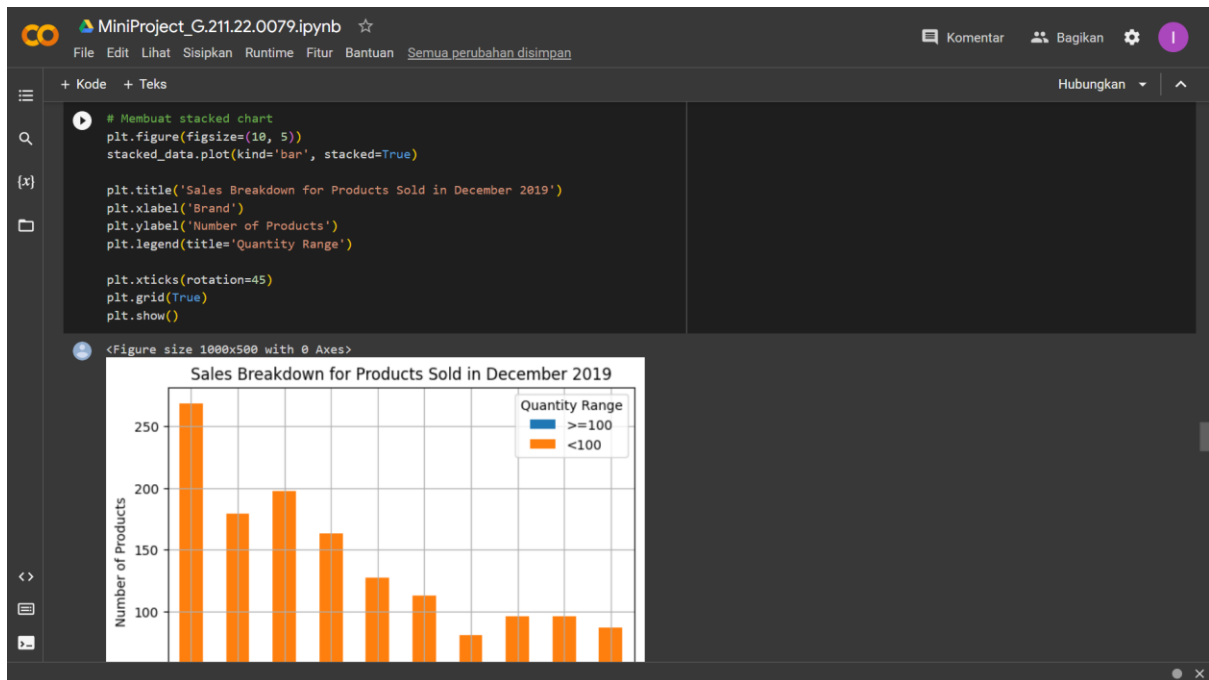 MiniProject_G.211.22.0079.ipynb
Komentar Bagikan I
File Edit Lihat Sisipkan Runtime Fitur Bantuan Semua perubahan disimpan
+ Kode + Teks Hubungkan
{x}
# Membuat stacked chart
plt.figure(figsize=(10, 5))
stacked_data.plot(kind='bar', stacked=True)
plt.title('Sales Breakdown for Products Sold in December 2019')
plt.xlabel('Brand')
plt.ylabel('Number of Products')
plt.legend(title='Quantity Range')
plt.xticks(rotation=45)
plt.grid(True)
plt.show()
<Figure size 1000x500 with 0 Axes>
Sales Breakdown for Products Sold in December 2019
Quantity Range
>=100
<100
Number of Products
250
200
150
100